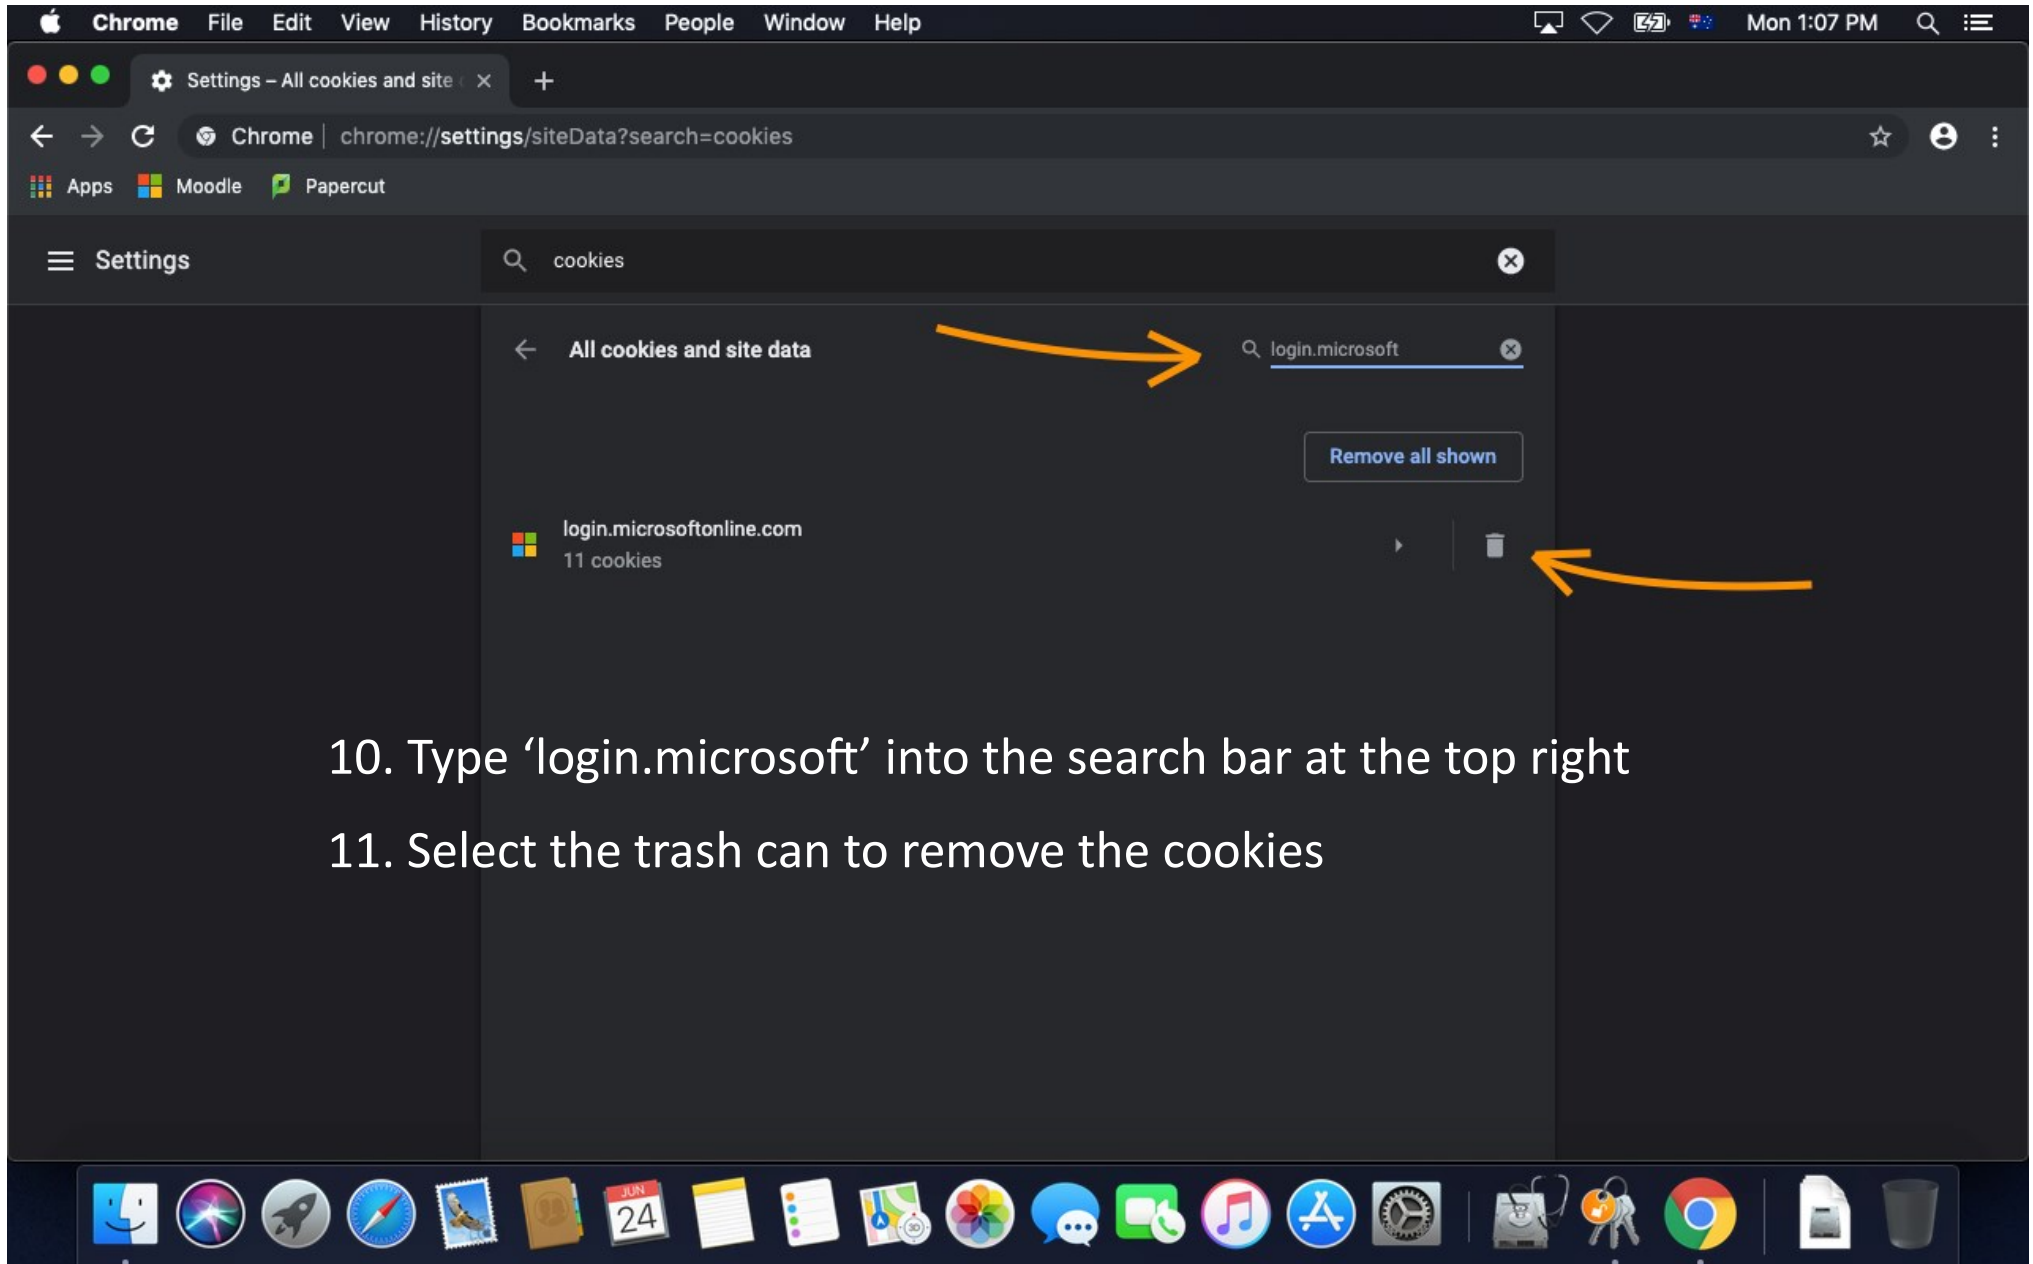 Chrome File Edit View History Bookmarks People Window Help Mon 1:07 PM
Settings – All cookies and site
Chrome | chrome://settings/siteData?search=cookies
Apps Moodle Papercut
Settings
cookies
All cookies and site data
login.microsoft
Remove all shown
login.microsoftonline.com
11 cookies
10. Type ‘login.microsoft’ into the search bar at the top right
11. Select the trash can to remove the cookies
JUN
24
3D